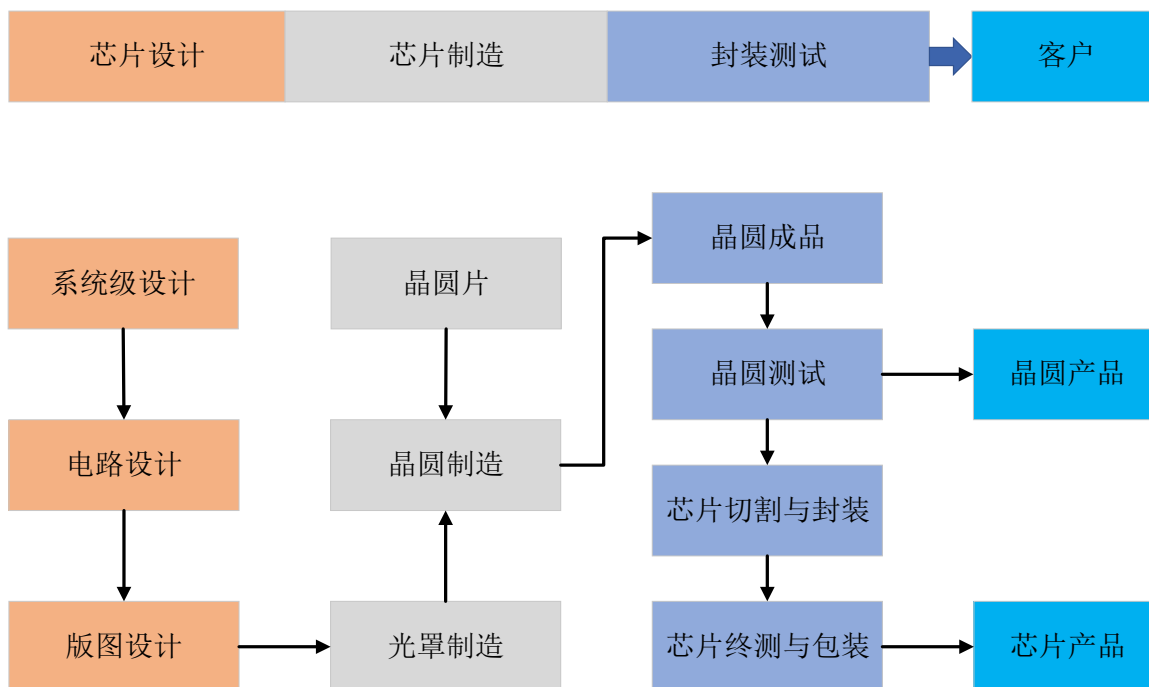 芯片设计
芯片制造
封装测试
客户
系统级设计
电路设计
版图设计
晶圆片
晶圆制造
光罩制造
晶圆成品
晶圆测试
芯片切割与封装
芯片终测与包装
晶圆产品
芯片产品